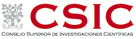 CSIC
CONSEJO SUPERIOR DE INVESTIGACIONES CIENTÍFICAS